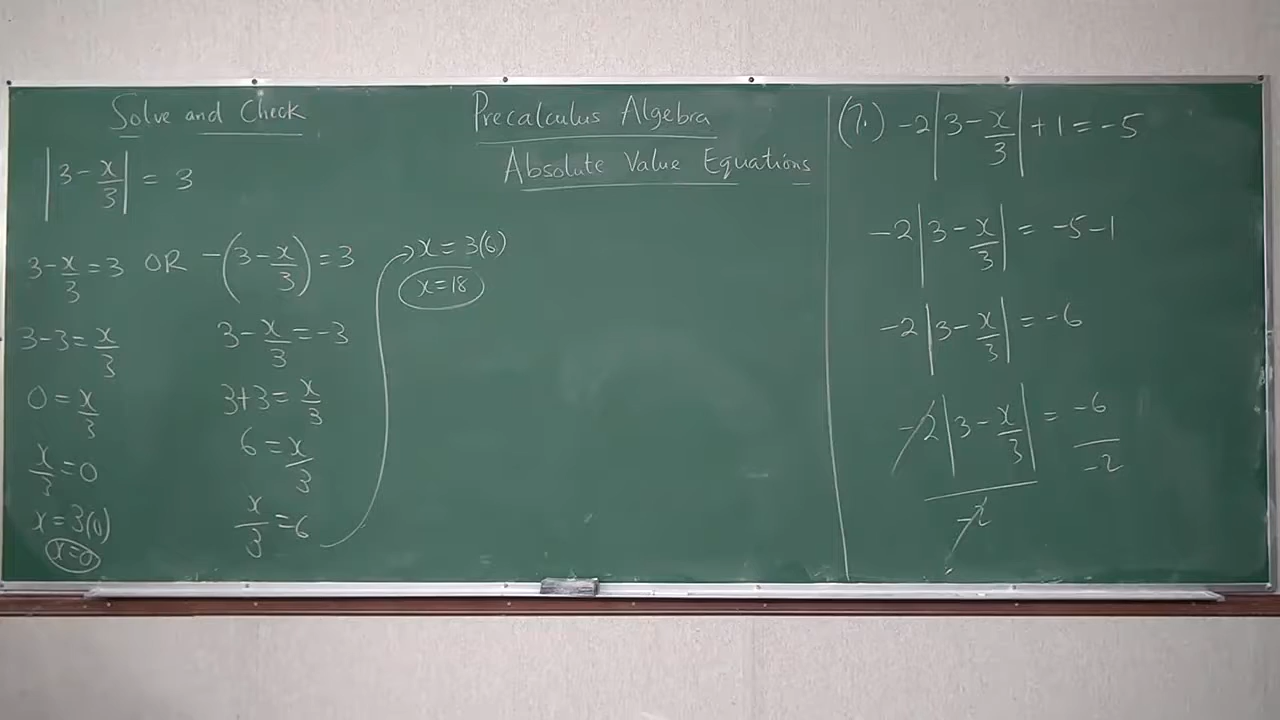 Solve and Check
Precalculus Algebra
Absolute Value Equations
(7.) -2|3 - x/3| + 1 = -5
-2|3 - x/3| = -5-1
-2|3 - x/3| = -6
-2|3 - x/3| / -2 = -6 / -2
|3 - x/3| = 3
3 - x/3 = 3 OR -(3 - x/3) = 3
3 - 3 = x/3
0 = x/3
x/3 = 0
x = 3(0)
x = 0
3 - x/3 = -3
3 + 3 = x/3
6 = x/3
x/3 = 6
x = 3(6)
x = 18